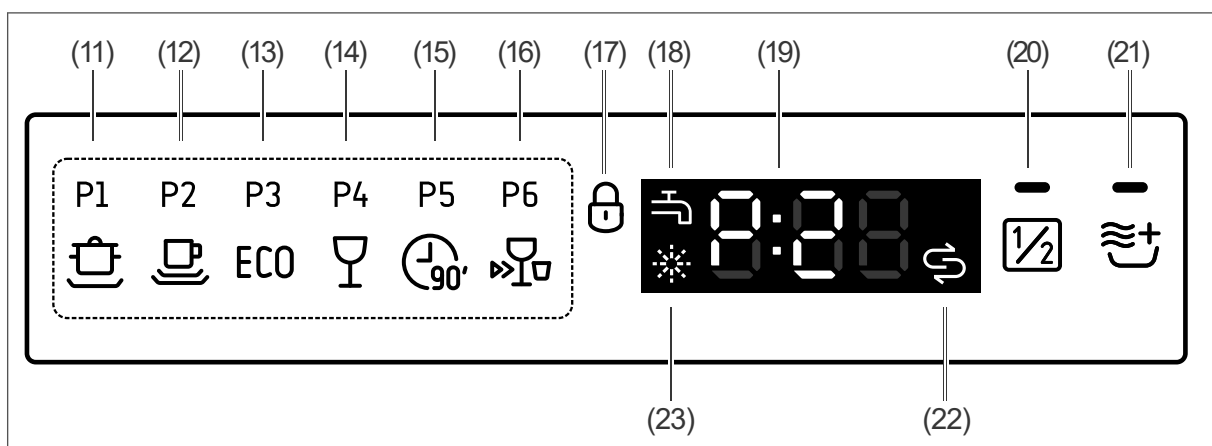 (11) (12) (13) (14) (15) (16) (17) (18) (19) (20) (21)
P1 P2 P3 P4 P5 P6
P:2
ECO 90' 1/2
(23) (22)